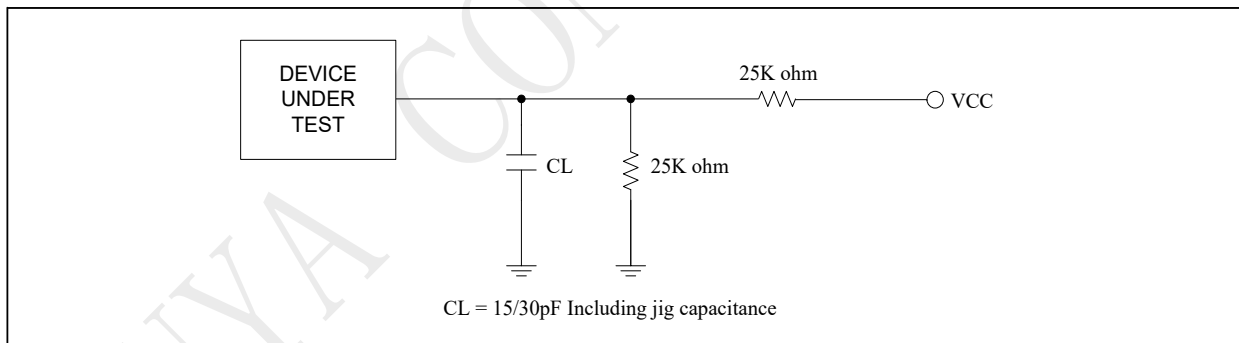 DEVICE
UNDER
TEST
25K ohm
VCC
CL
25K ohm
CL = 15/30pF Including jig capacitance